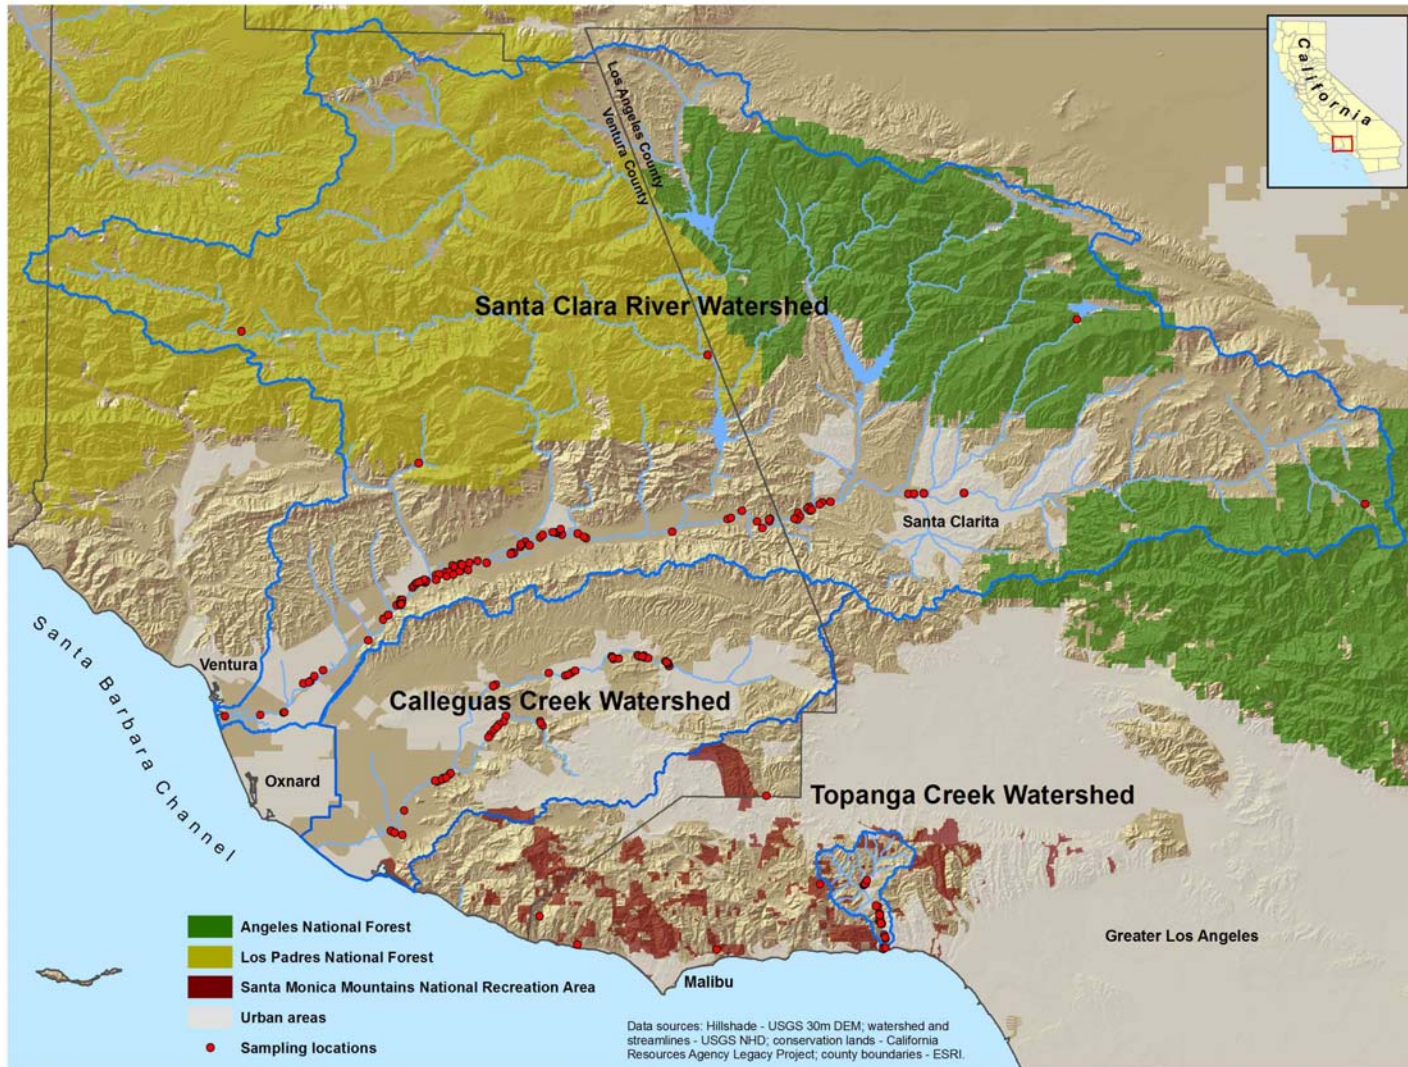 California
Los Angeles County
Ventura County
Santa Clara River Watershed
Santa Clarita
Ventura
Calleguas Creek Watershed
Santa Barbara Channel
Oxnard
Topanga Creek Watershed
Greater Los Angeles
Malibu
Angeles National Forest
Los Padres National Forest
Santa Monica Mountains National Recreation Area
Urban areas
Sampling locations
Data sources: Hillshade - USGS 30m DEM; watershed and
streamlines - USGS NHD; conservation lands - California
Resources Agency Legacy Project; county boundaries - ESRI.